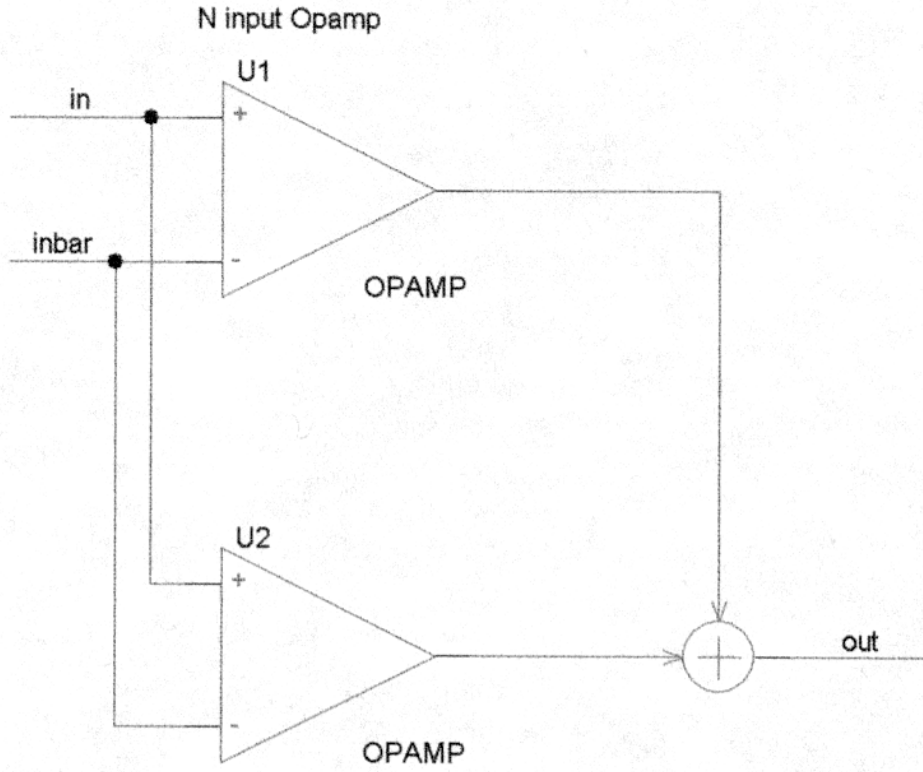 N input Opamp
U1
in
+
inbar
-
OPAMP
U2
+
out
-
OPAMP